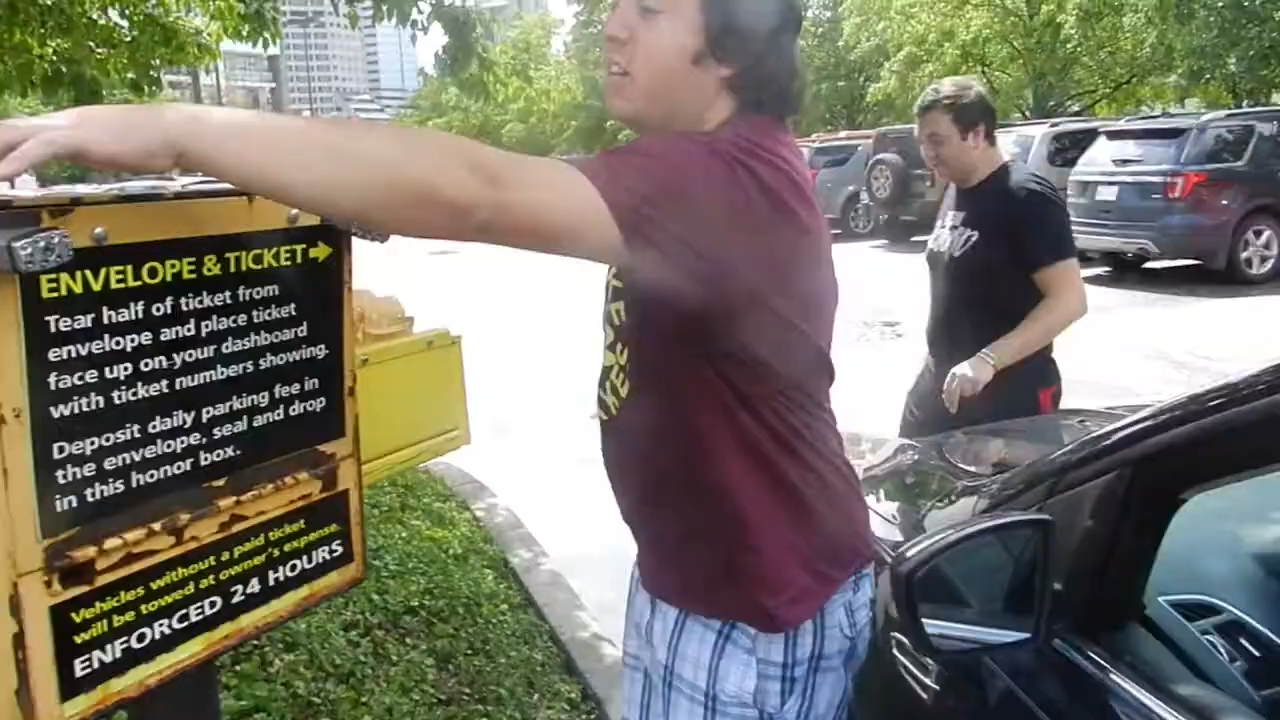 ENVELOPE & TICKET →
Tear half of ticket from
envelope and place ticket
face up on your dashboard
with ticket numbers showing.
Deposit daily parking fee in
the envelope, seal and drop
in this honor box.
Vehicles without a paid ticket
will be towed at owner's expense.
ENFORCED 24 HOURS